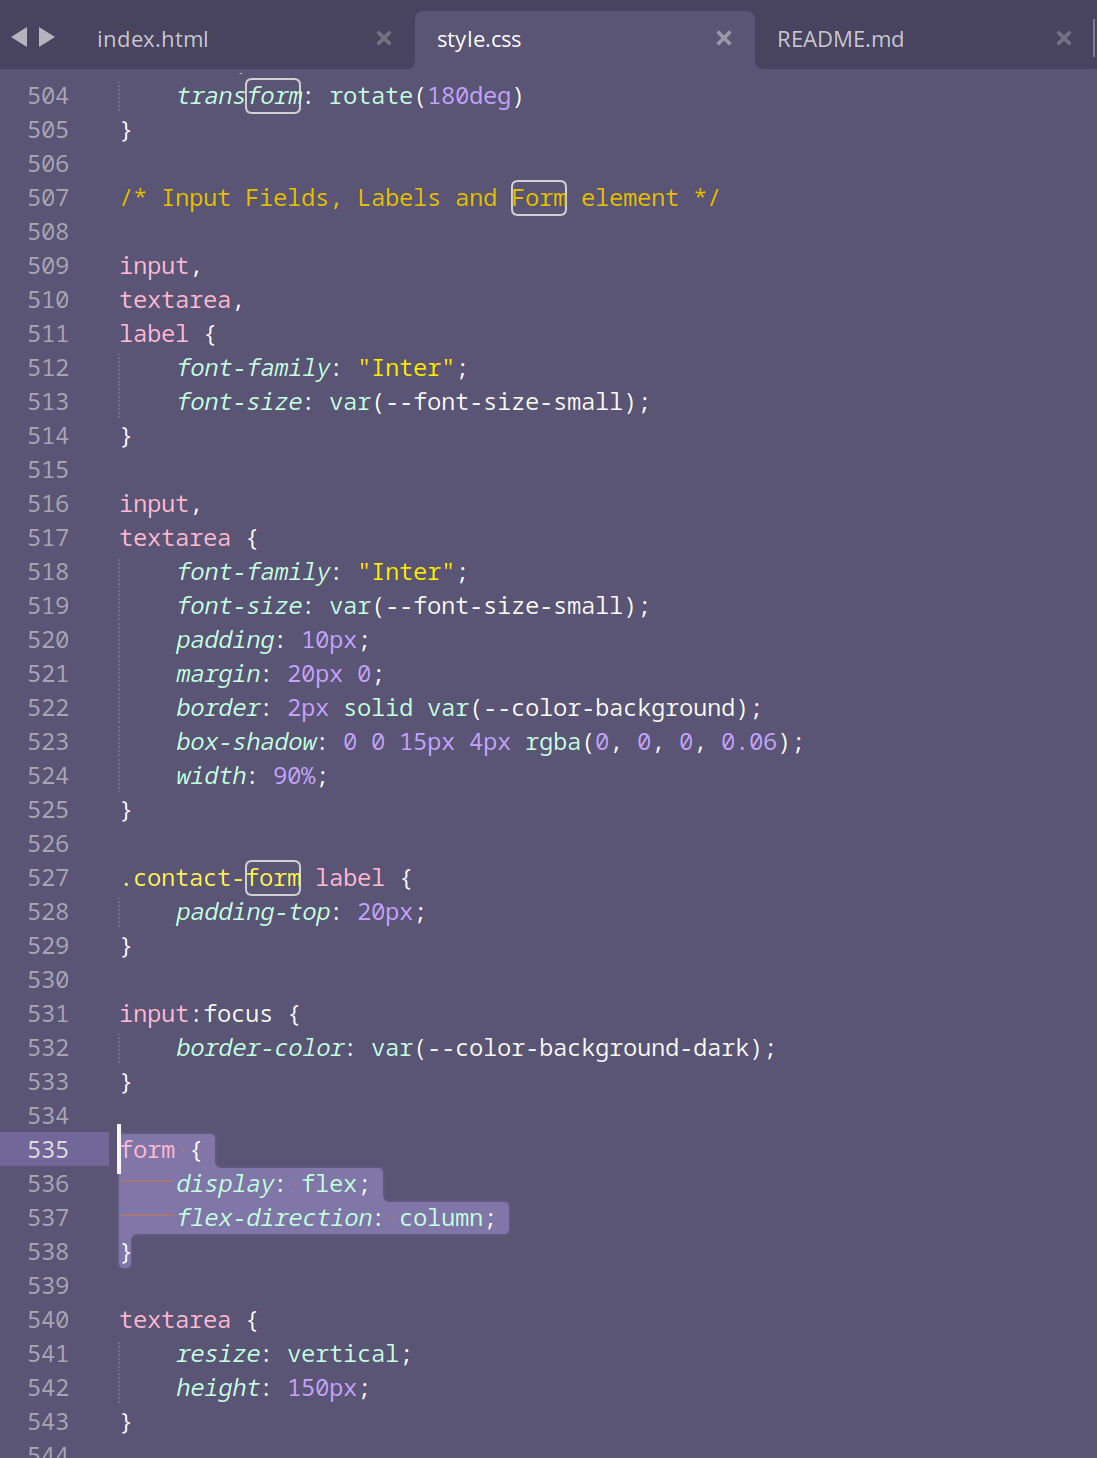 index.html × style.css × README.md ×
504 transform: rotate(180deg)
505 }
506
507 /* Input Fields, Labels and Form element */
508
509 input,
510 textarea,
511 label {
512 font-family: "Inter";
513 font-size: var(--font-size-small);
514 }
515
516 input,
517 textarea {
518 font-family: "Inter";
519 font-size: var(--font-size-small);
520 padding: 10px;
521 margin: 20px 0;
522 border: 2px solid var(--color-background);
523 box-shadow: 0 0 15px 4px rgba(0, 0, 0, 0.06);
524 width: 90%;
525 }
526
527 .contact-form label {
528 padding-top: 20px;
529 }
530
531 input:focus {
532 border-color: var(--color-background-dark);
533 }
534
535 form {
536 display: flex;
537 flex-direction: column;
538 }
539
540 textarea {
541 resize: vertical;
542 height: 150px;
543 }
544